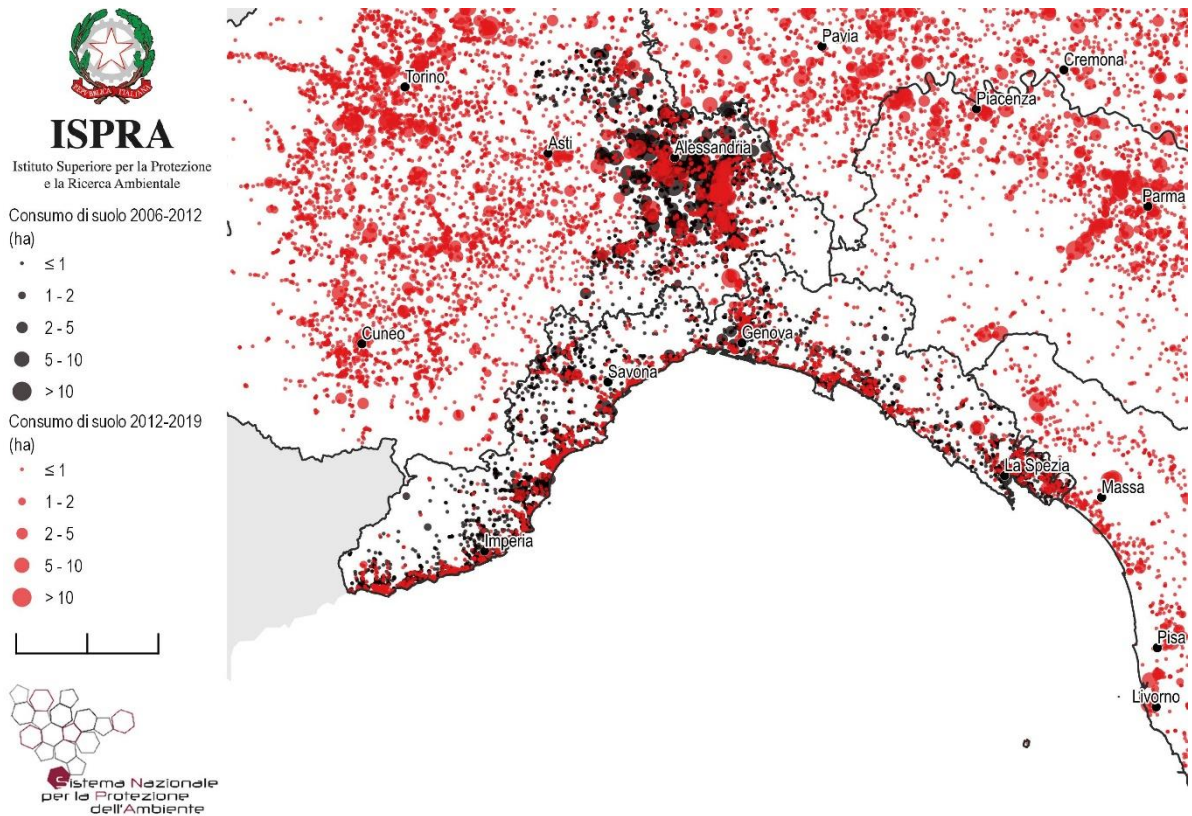 REPVBBLICA ITALIANA
ISPRA
Istituto Superiore per la Protezione
e la Ricerca Ambientale
Consumo di suolo 2006-2012
(ha)
≤ 1
1 - 2
2 - 5
5 - 10
> 10
Consumo di suolo 2012-2019
(ha)
≤ 1
1 - 2
2 - 5
5 - 10
> 10
Sistema Nazionale
per la Protezione
dell'Ambiente
Pavia
Cremona
Torino
Piacenza
Asti
Alessandria
Parma
Cuneo
Genova
Savona
La Spezia
Massa
Imperia
Pisa
Livorno